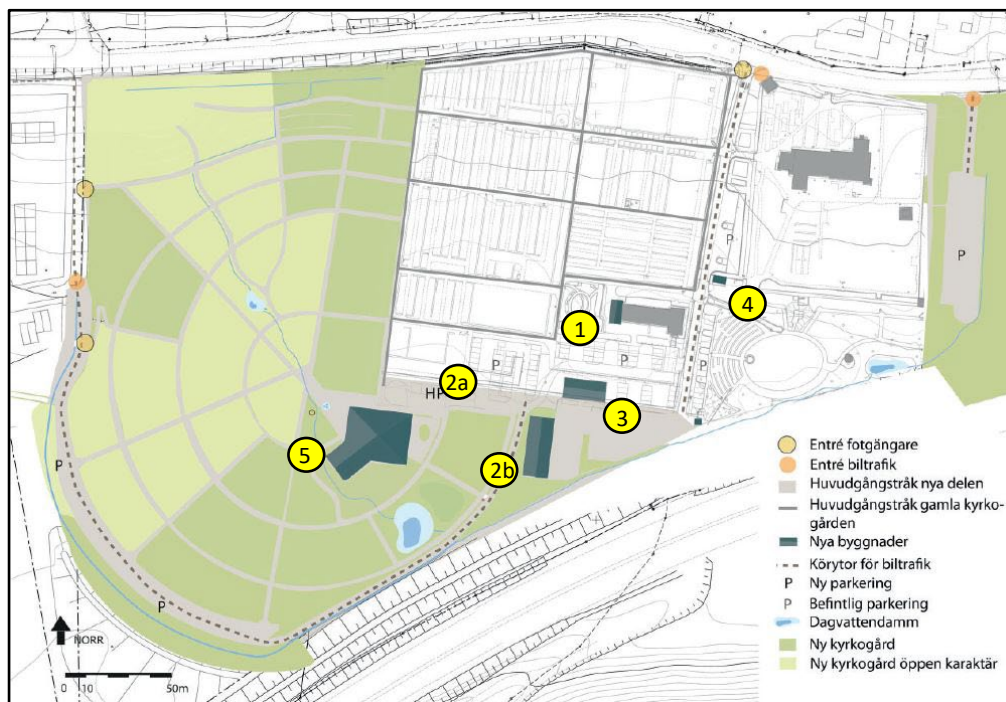 P
P
1
4
P
P
P
2a
HP
3
5
2b
P
P
NORR
0 10 50m
Entré fotgängare
Entré biltrafik
Huvudgångstråk nya delen
Huvudgångstråk gamla kyrko-
gården
Nya byggnader
Körytor för biltrafik
P Ny parkering
P Befintlig parkering
Dagvattendamm
Ny kyrkogård
Ny kyrkogård öppen karaktär